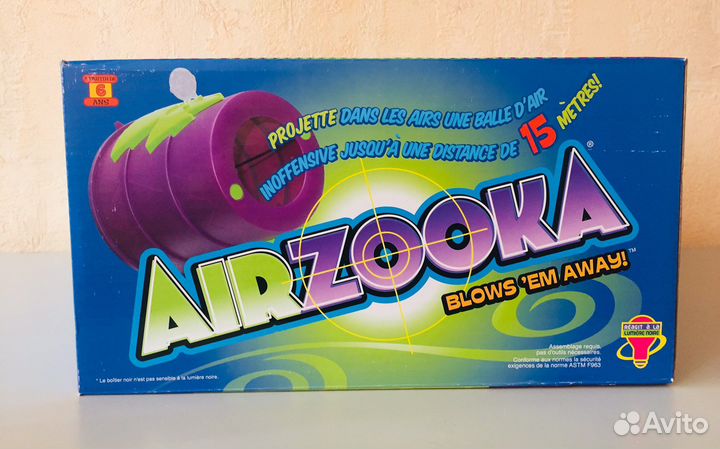 À PARTIR DE
6
ANS!
PROJETTE DANS LES AIRS UNE BALLE D'AIR
INOFFENSIVE JUSQU'À UNE DISTANCE DE 15 MÈTRES!
AIRZOOKA®
BLOWS 'EM AWAY!™
RÉAGIT À LA
LUMIÈRE NOIRE
Assemblage requis,
pas d'outils nécessaires.
Conforme aux normes la sécurité
exigences de la norme ASTM F963
* Le boîtier noir n'est pas sensible à la lumière noire.
Avito